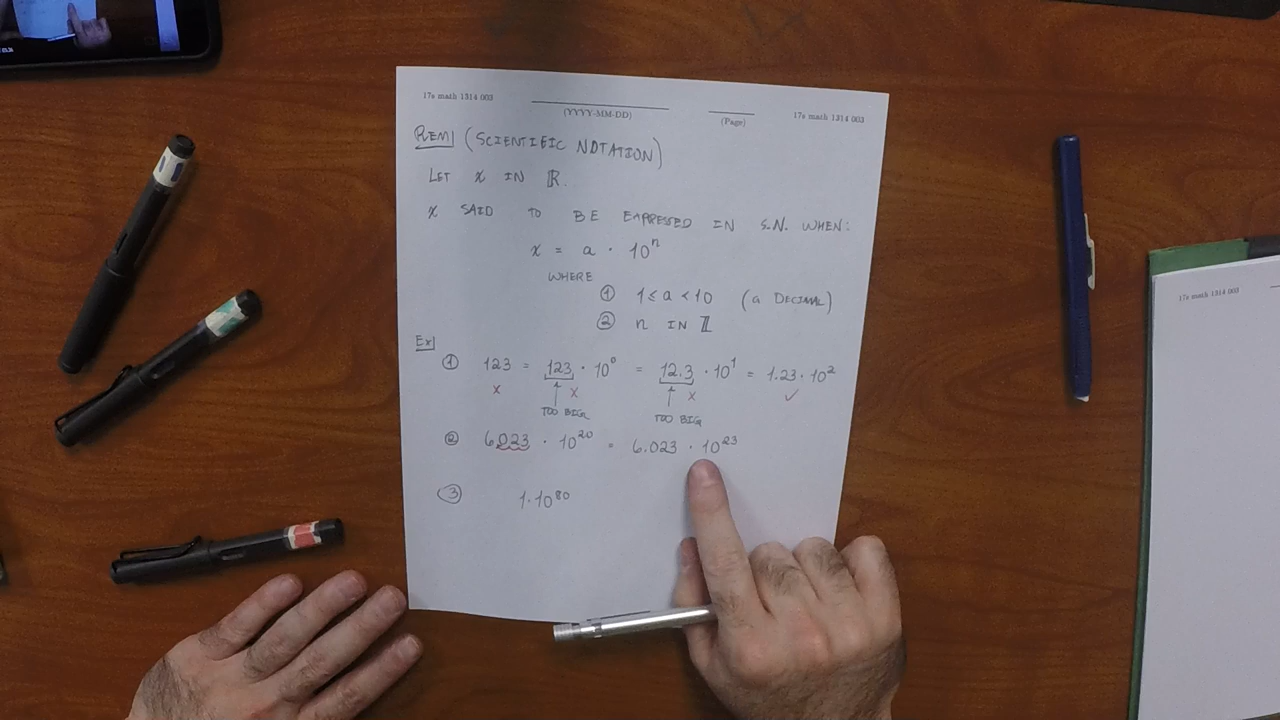 17s math 1314 003 (YYYY-MM-DD) (Page) 17s math 1314 003
REM (SCIENTIFIC NOTATION)
LET x IN ℝ.
x SAID TO BE EXPRESSED IN S.N. WHEN:
x = a · 10ⁿ
WHERE
① 1 ≤ a < 10 (a DECIMAL)
② n IN ℤ
Ex
① 123 = 123 · 10⁰ = 12.3 · 10¹ = 1.23 · 10²
x x x ✓
TOO BIG TOO BIG
② 6023 · 10²⁰ = 6.023 · 10²³
③ 1 · 10⁸⁰
17s math 1314 003